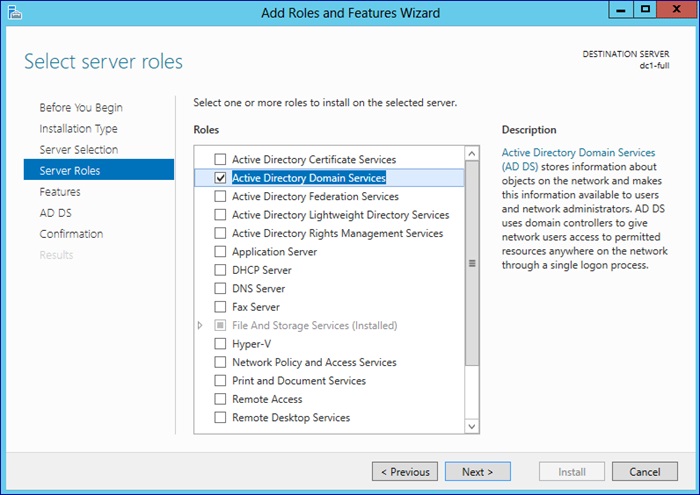 Add Roles and Features Wizard
Select server roles
DESTINATION SERVER
dc1-full
Before You Begin
Installation Type
Server Selection
Server Roles
Features
AD DS
Confirmation
Results
Select one or more roles to install on the selected server.
Roles
Active Directory Certificate Services
Active Directory Domain Services
Active Directory Federation Services
Active Directory Lightweight Directory Services
Active Directory Rights Management Services
Application Server
DHCP Server
DNS Server
Fax Server
File And Storage Services (Installed)
Hyper-V
Network Policy and Access Services
Print and Document Services
Remote Access
Remote Desktop Services
Description
Active Directory Domain Services
(AD DS) stores information about
objects on the network and makes
this information available to users
and network administrators. AD DS
uses domain controllers to give
network users access to permitted
resources anywhere on the network
through a single logon process.
< Previous
Next >
Install
Cancel